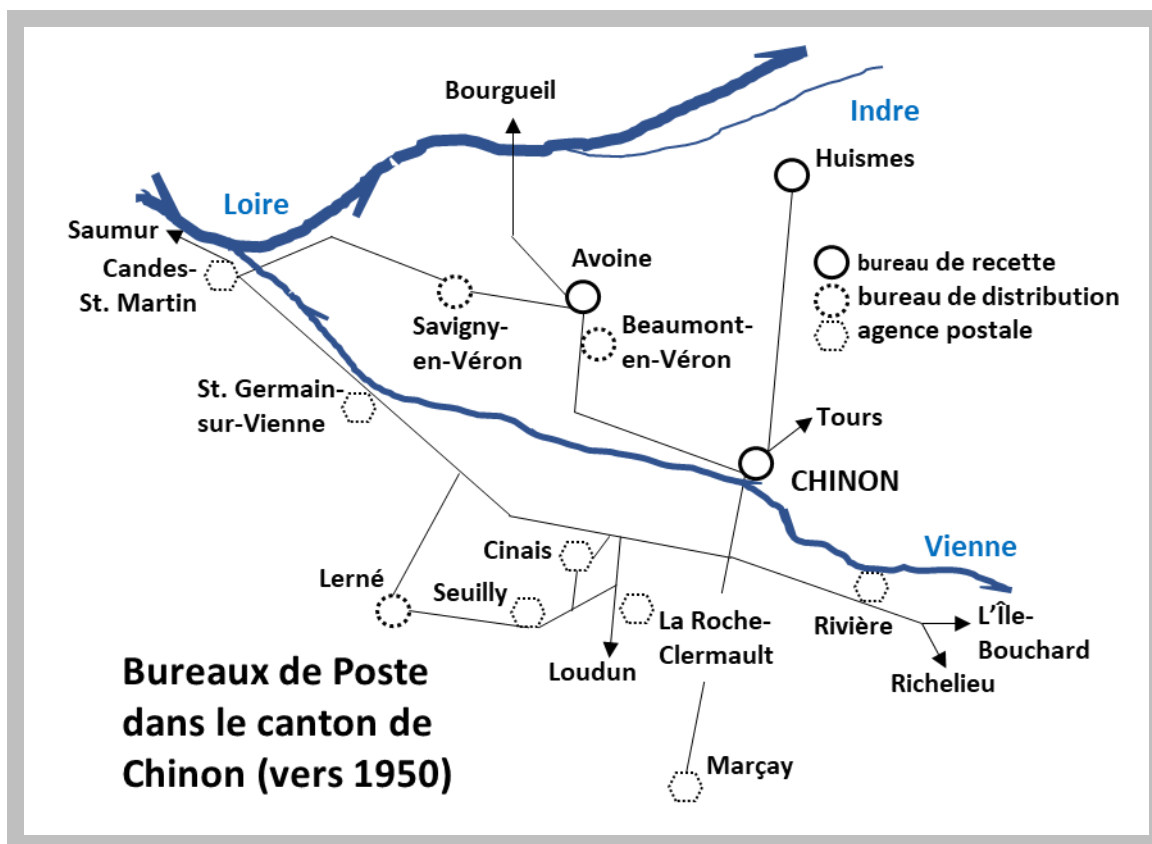 Bourgueil
Indre
Huismes
Loire
Saumur
Candes-
St. Martin
Avoine
bureau de recette
bureau de distribution
agence postale
Savigny-
en-Véron
Beaumont-
en-Véron
St. Germain-
sur-Vienne
Tours
CHINON
Cinais
Vienne
Lerné
Seuilly
La Roche-
Clermault
Rivière
L'Île-
Bouchard
Loudun
Richelieu
Bureaux de Poste
dans le canton de
Chinon (vers 1950)
Marçay